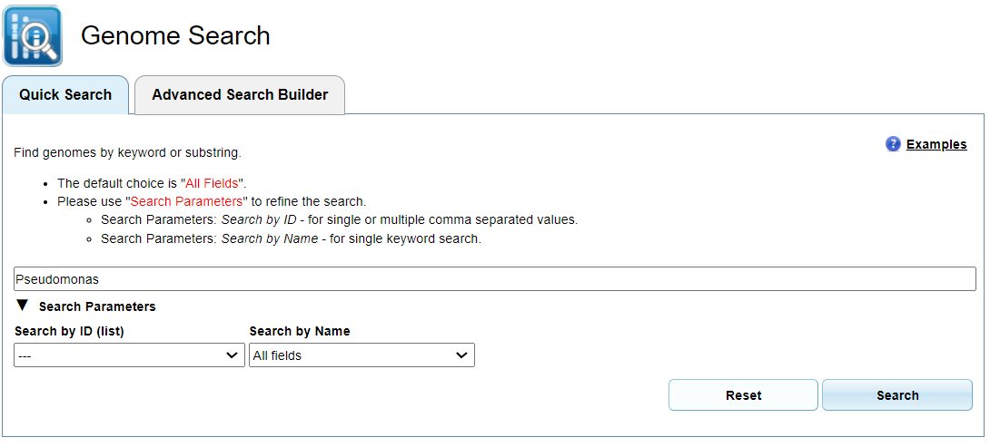 Genome Search
Quick Search
Advanced Search Builder
Find genomes by keyword or substring.
? Examples
• The default choice is "All Fields".
• Please use "Search Parameters" to refine the search.
○ Search Parameters: Search by ID - for single or multiple comma separated values.
○ Search Parameters: Search by Name - for single keyword search.
Pseudomonas
▼ Search Parameters
Search by ID (list) Search by Name
--- All fields
Reset Search